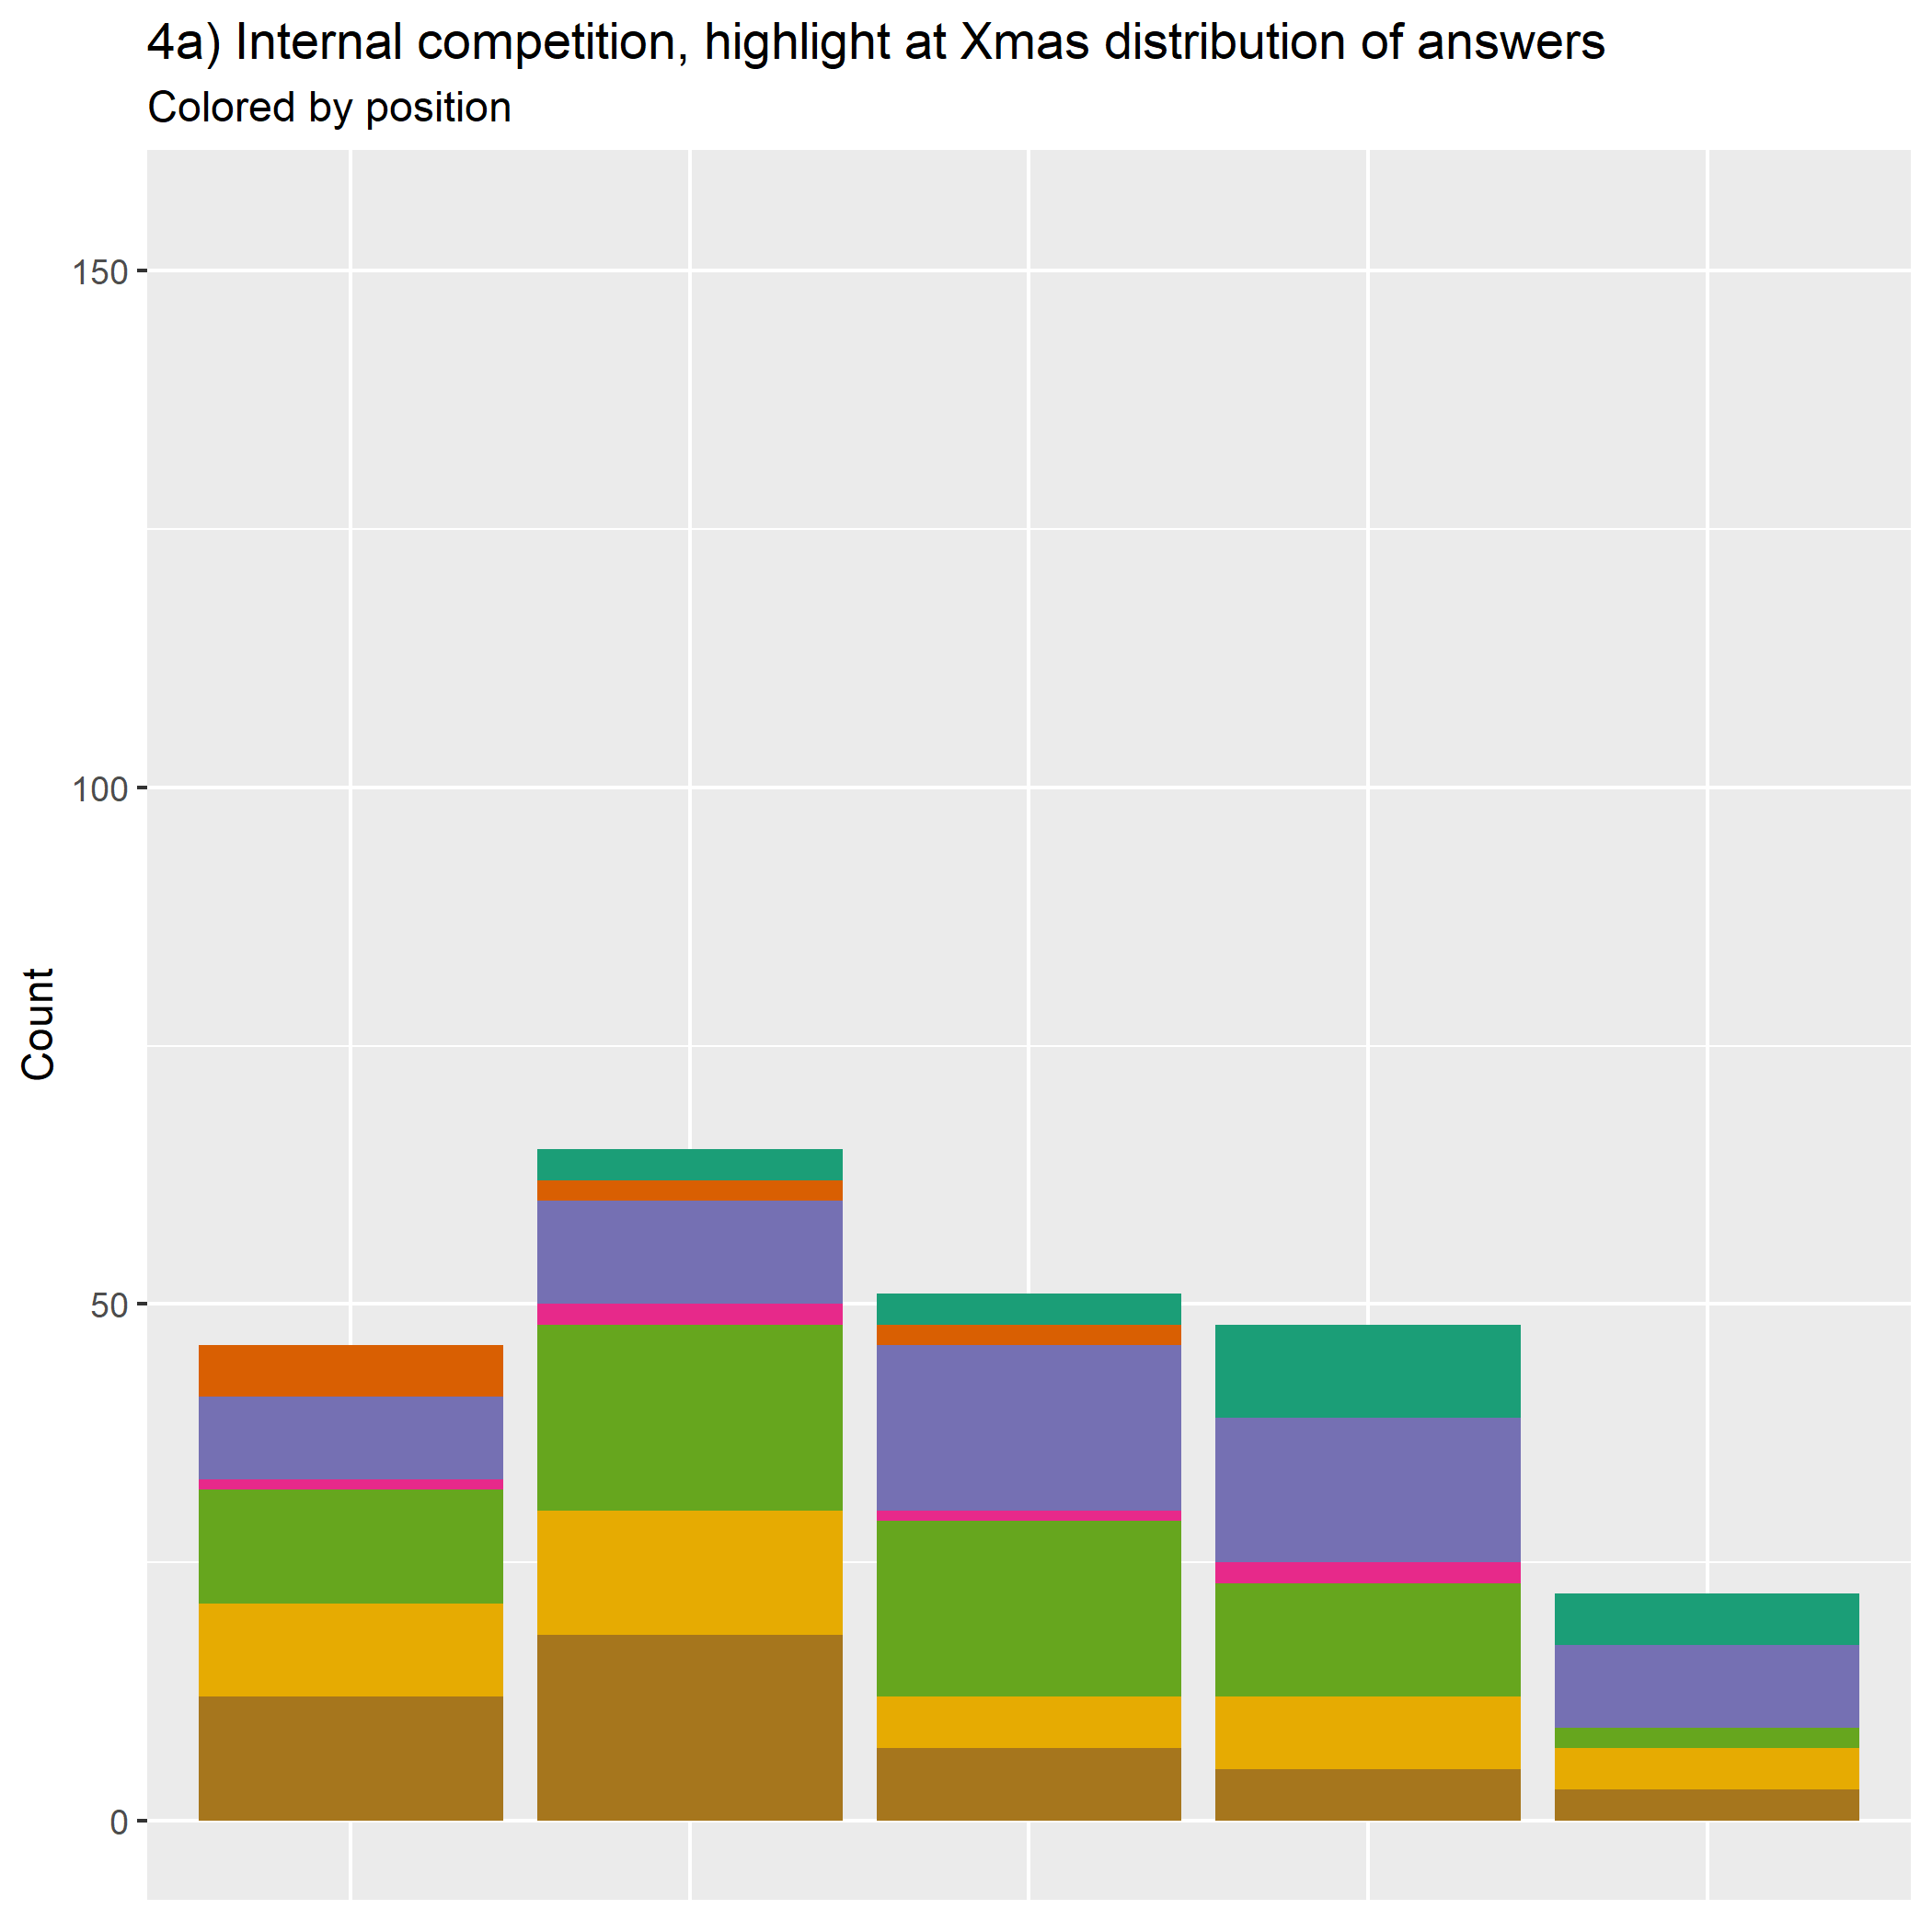 4a) Internal competition, highlight at Xmas distribution of answers
Colored by position
150
100
Count
50
0